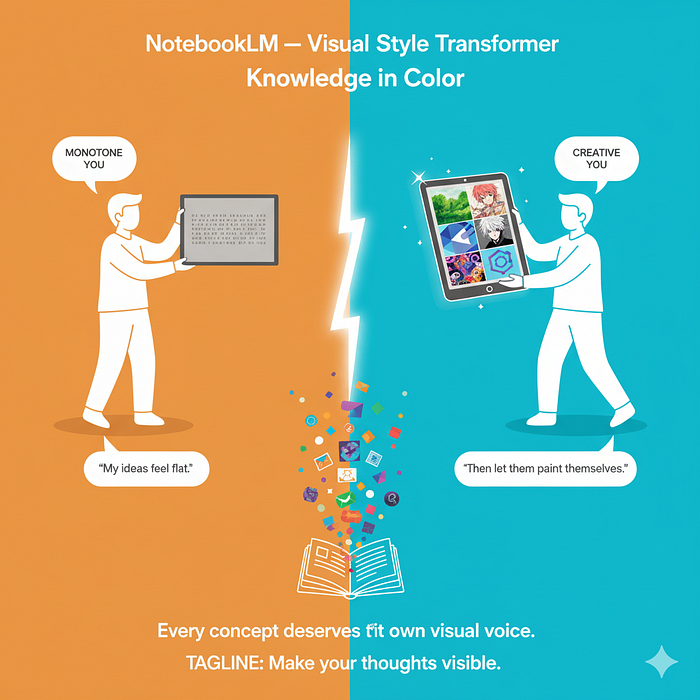 NotebookLM — Visual Style Transformer
Knowledge in Color
MONOTONE
YOU
CREATIVE
YOU
“My ideas feel flat.”
“Then let them paint themselves.”
Every concept deserves own visual voice.
TAGLINE: Make your thoughts visible.